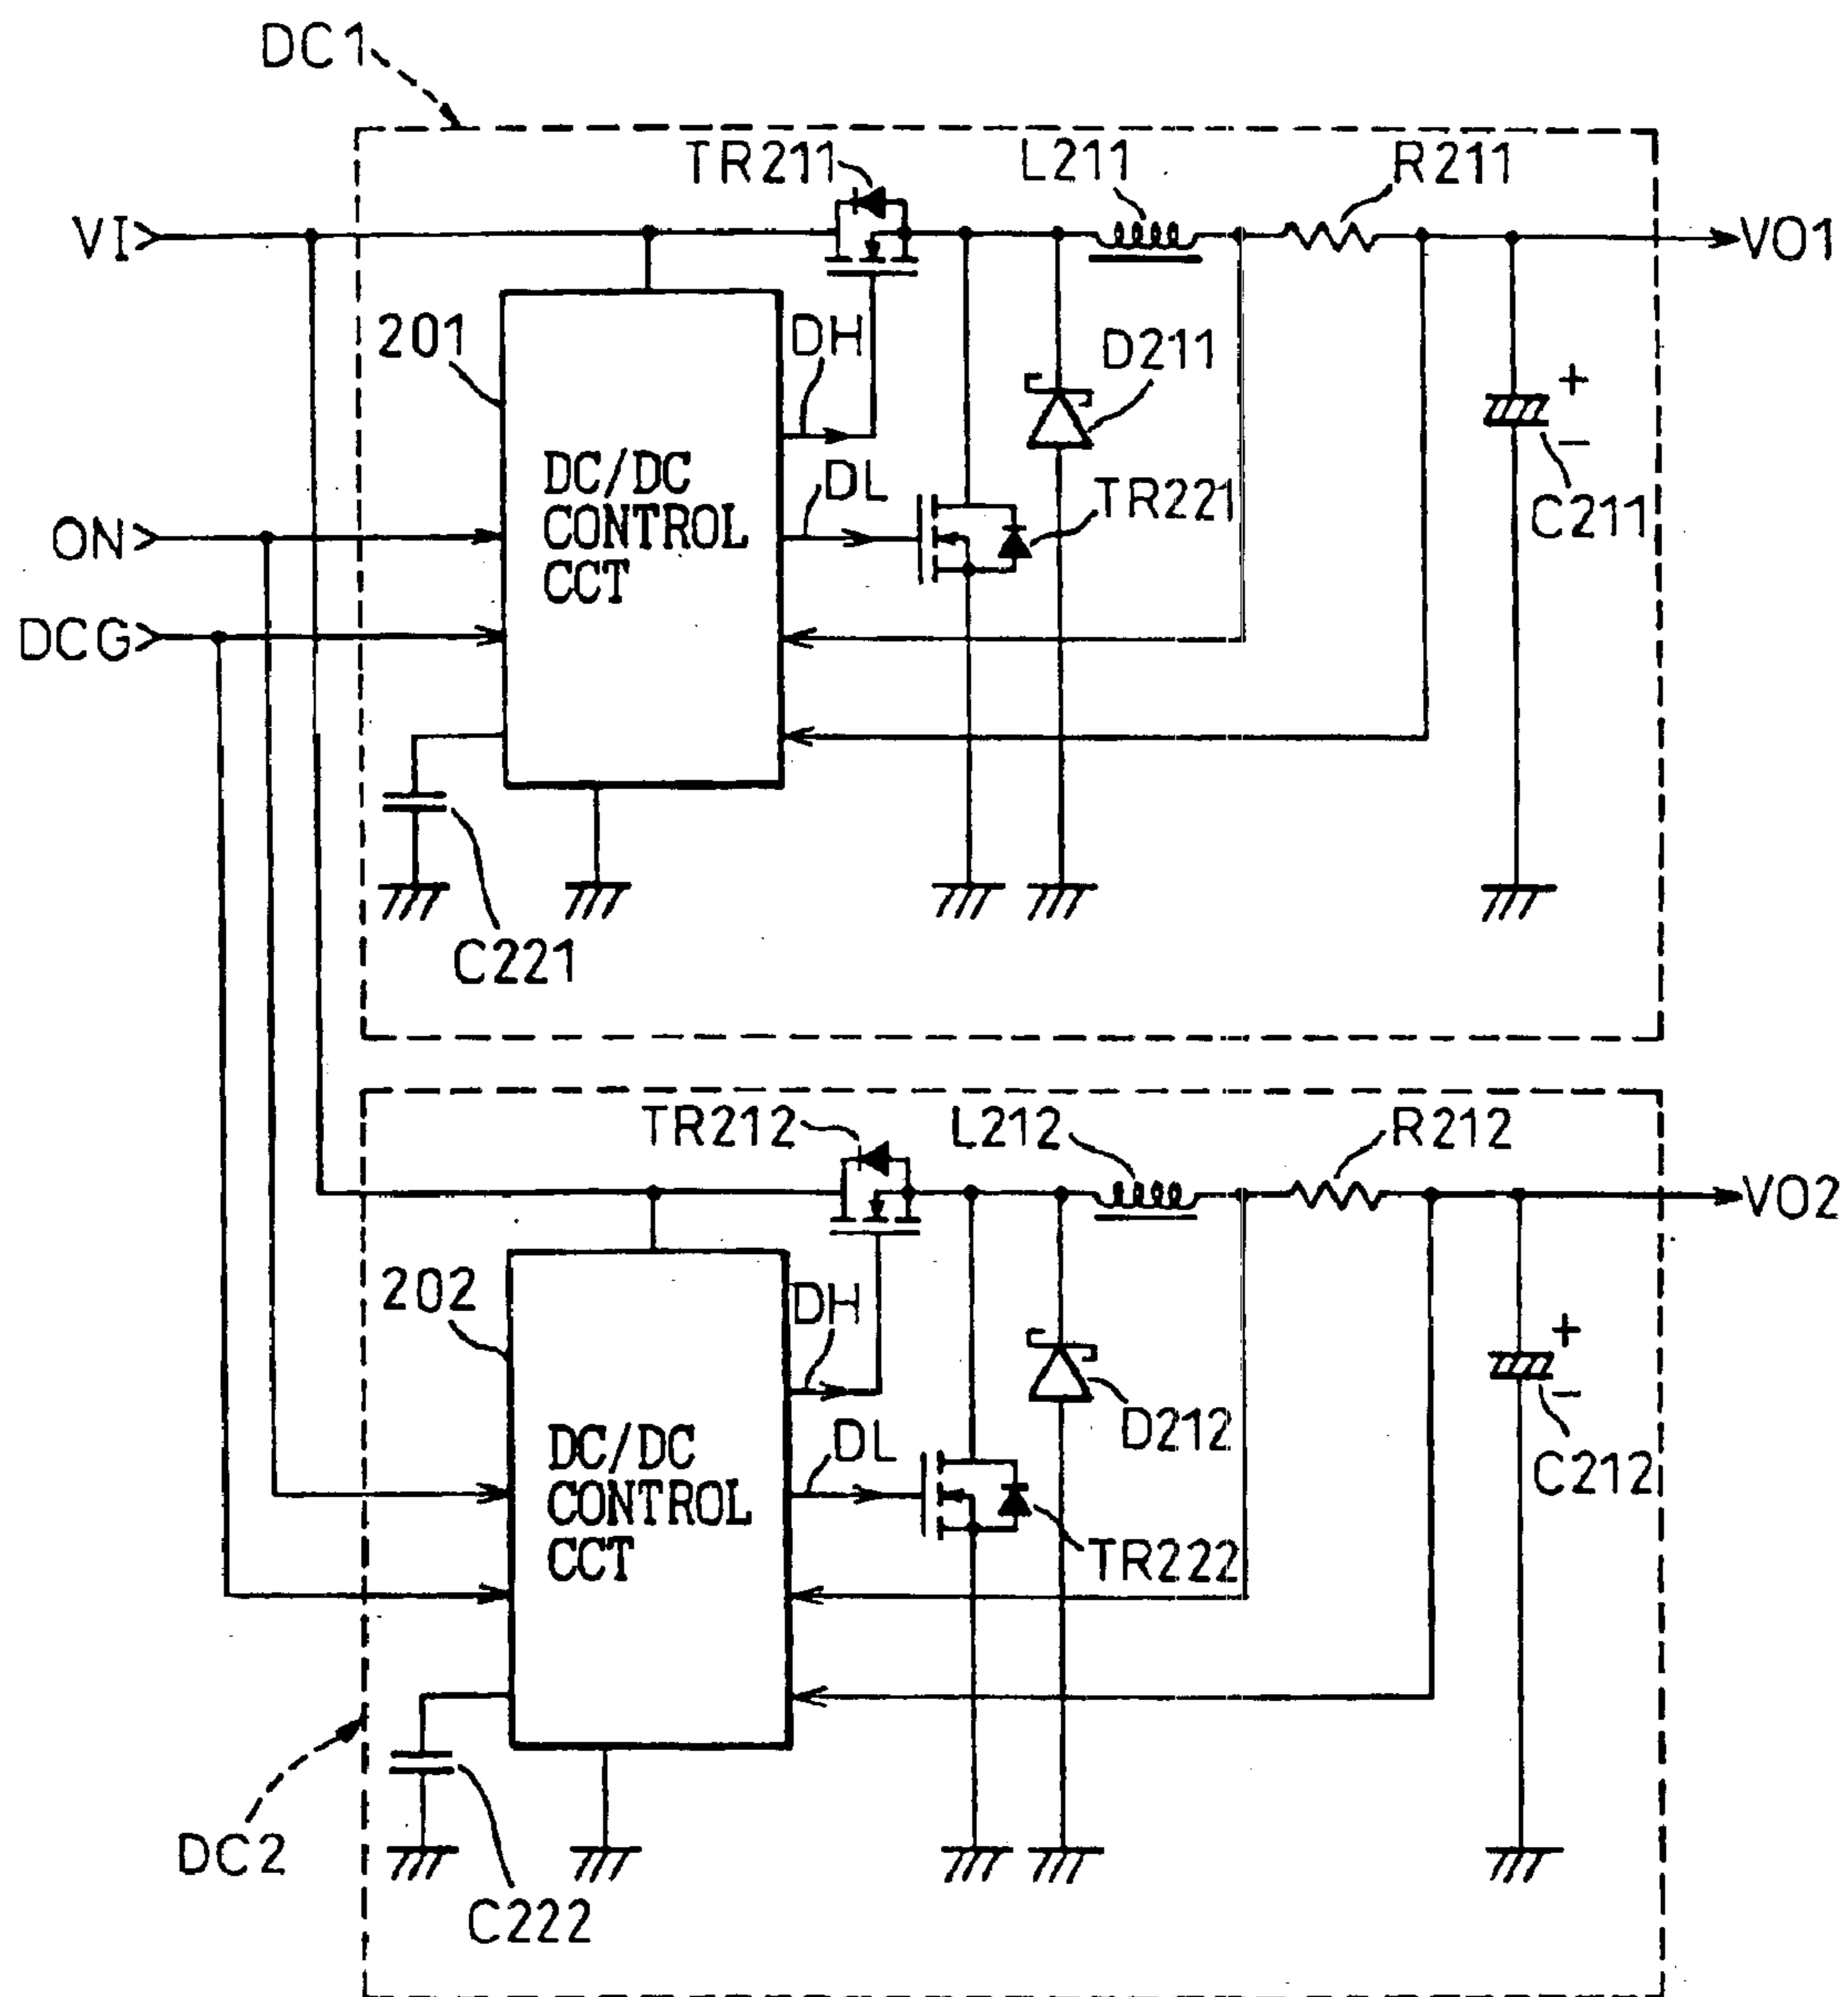 DC1
TR211
L211
R211
VI
VO1
201
DH
D211
DC/DC
CONTROL
CCT
DL
TR221
+
−
C211
ON
DCG
C221
TR212
L212
R212
VO2
202
DH
D212
DC/DC
CONTROL
CCT
DL
TR222
+
−
C212
DC2
C222